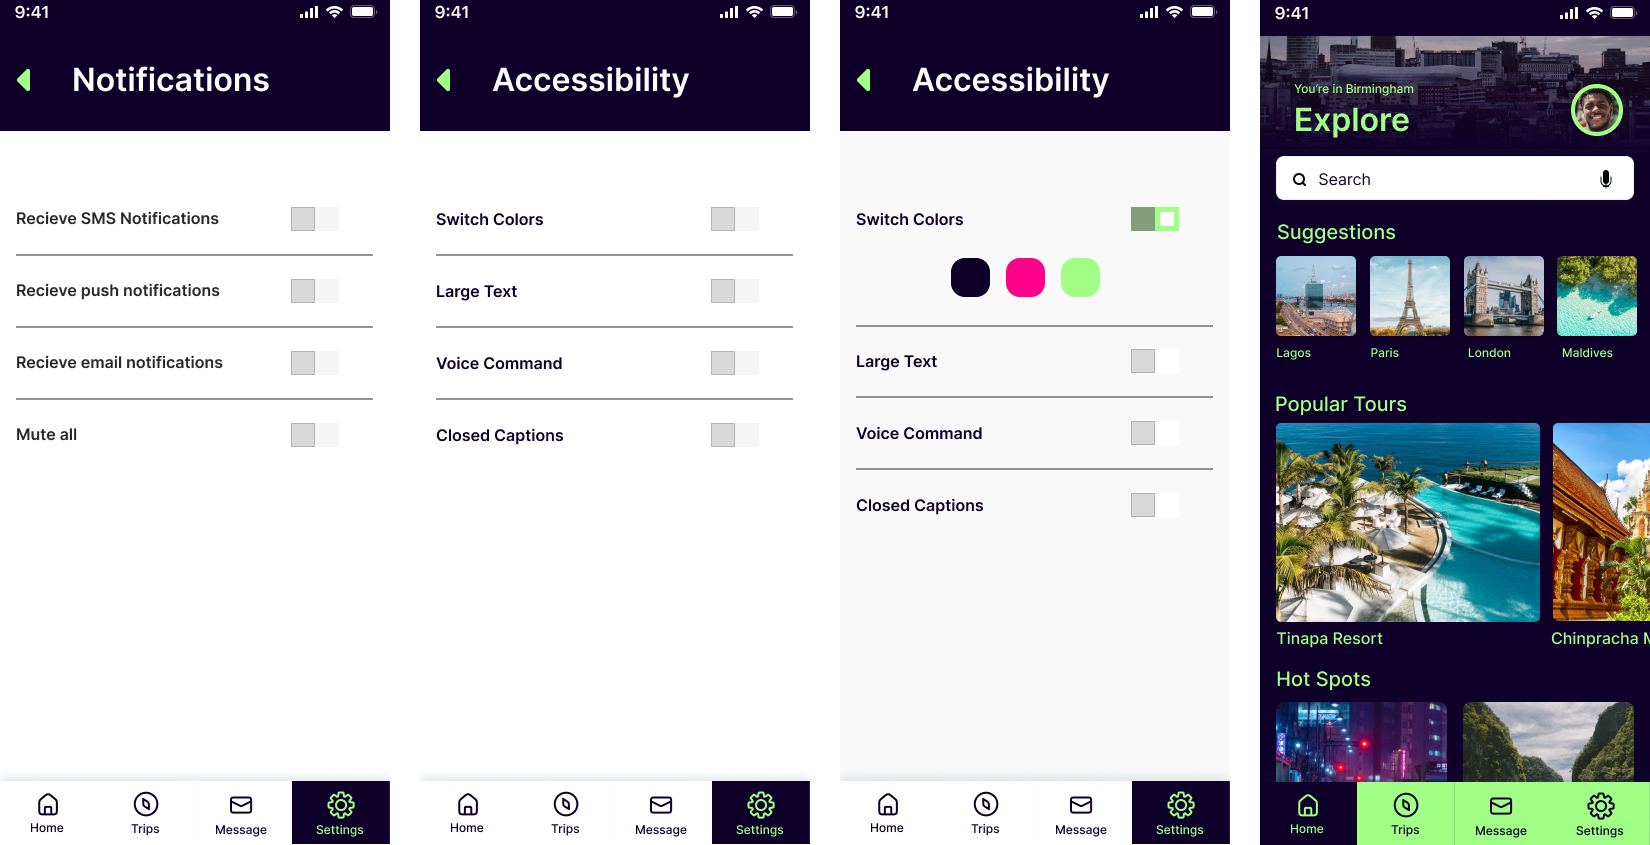 9:41
Notifications
Recieve SMS Notifications
Recieve push notifications
Recieve email notifications
Mute all
Home
Trips
Message
Settings
9:41
Accessibility
Switch Colors
Large Text
Voice Command
Closed Captions
Home
Trips
Message
Settings
9:41
Accessibility
Switch Colors
Large Text
Voice Command
Closed Captions
Home
Trips
Message
Settings
9:41
You're in Birmingham
Explore
Search
Suggestions
Lagos
Paris
London
Maldives
Popular Tours
Tinapa Resort
Chinpracha
Hot Spots
Home
Trips
Message
Settings